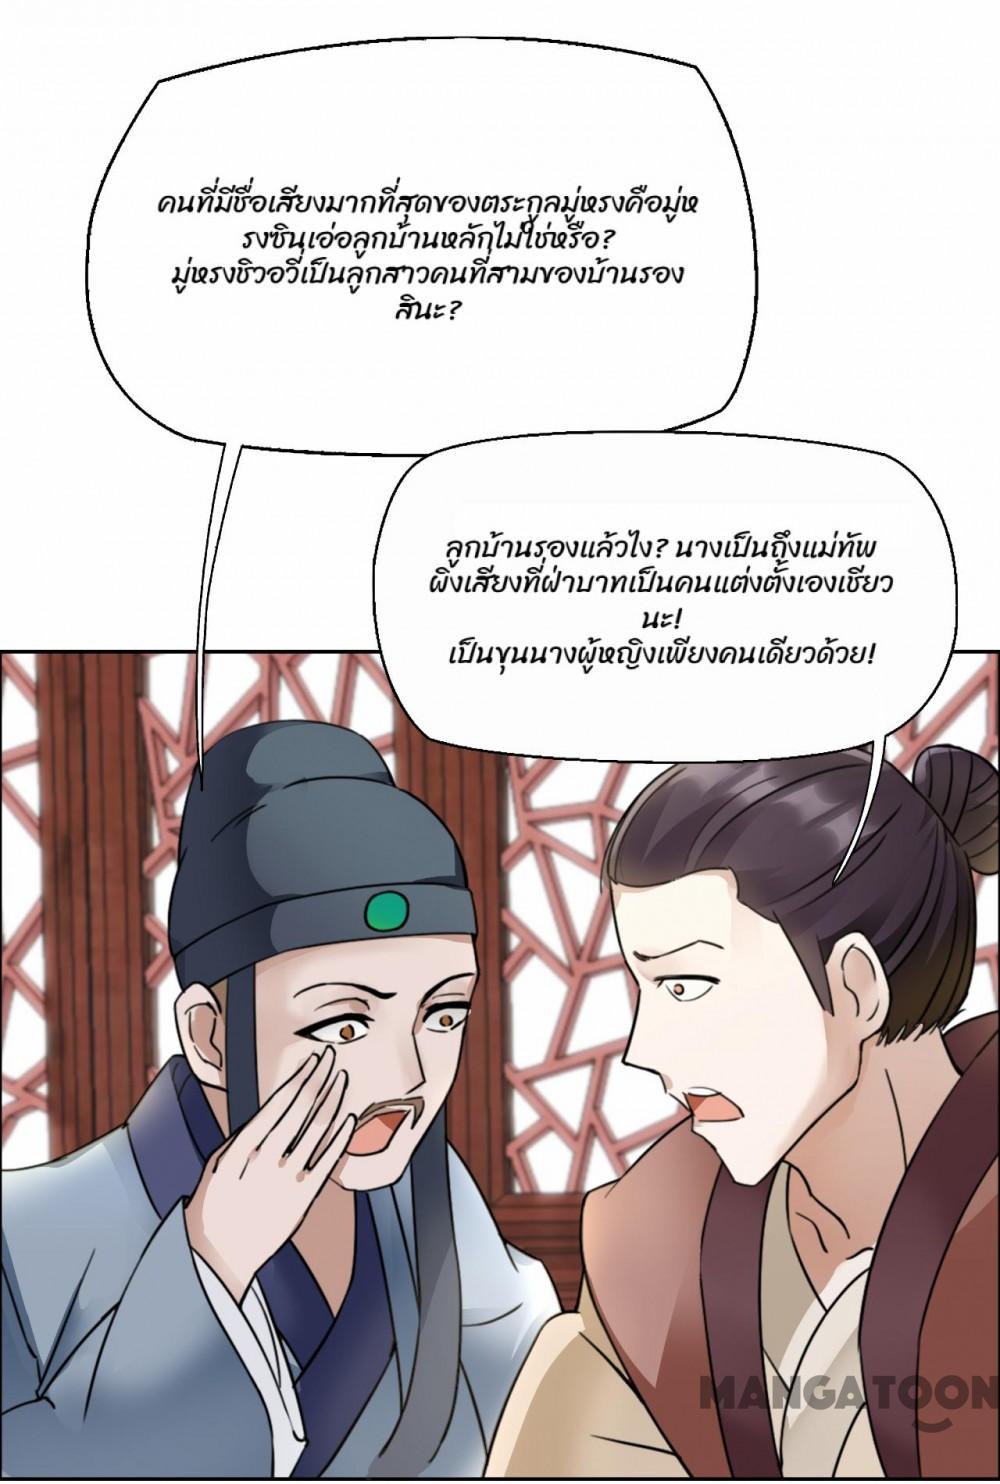 คนที่มีชื่อเสียงมากที่สุดของตระกูลมู่หรงคือมู่ห
รงซินเอ่อลูกบ้านหลักไม่ใช่หรือ?
มู่หรงชิวอวี่เป็นลูกสาวคนที่สามของบ้านรอง
สินะ?
ลูกบ้านรองแล้วไง? นางเป็นถึงแม่ทัพ
ผิงเสียงที่ฝ่าบาทเป็นคนแต่งตั้งเองเชียว
นะ!
เป็นขุนนางผู้หญิงเพียงคนเดียวด้วย!
MANGATOON